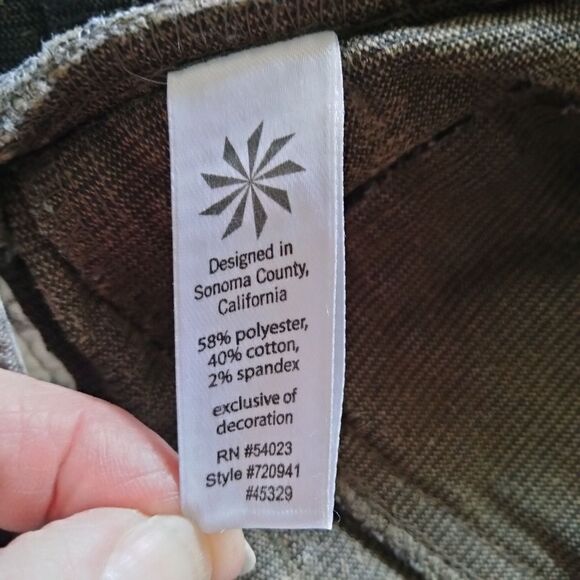 Designed in
Sonoma County,
California
58% polyester,
40% cotton,
2% spandex
exclusive of
decoration
RN #54023
Style #720941
#45329